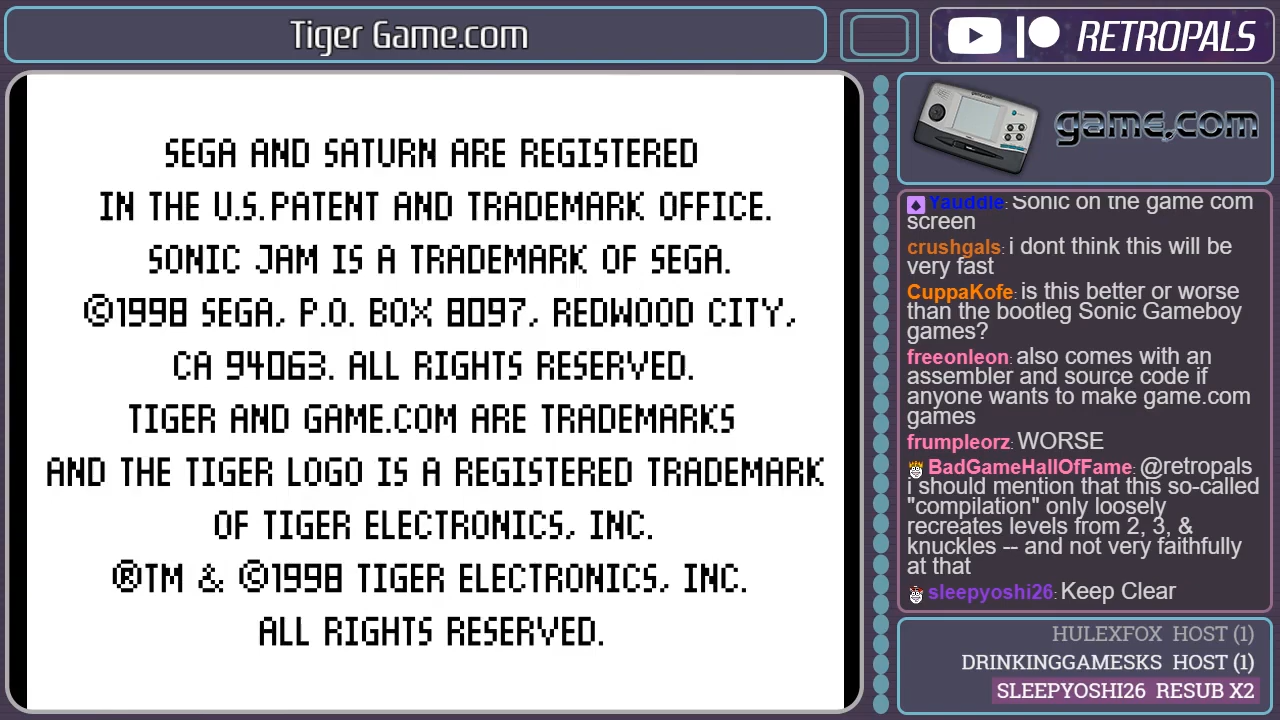 Tiger Game.com
RETROPALS
SEGA AND SATURN ARE REGISTERED
IN THE U.S.PATENT AND TRADEMARK OFFICE.
SONIC JAM IS A TRADEMARK OF SEGA.
©1998 SEGA, P.O. BOX 8097, REDWOOD CITY,
CA 94063. ALL RIGHTS RESERVED.
TIGER AND GAME.COM ARE TRADEMARKS
AND THE TIGER LOGO IS A REGISTERED TRADEMARK
OF TIGER ELECTRONICS, INC.
®TM & ©1998 TIGER ELECTRONICS, INC.
ALL RIGHTS RESERVED.
game.com
Yauddle: Sonic on the game com
screen
crushgals: i dont think this will be
very fast
CuppaKofe: is this better or worse
than the bootleg Sonic Gameboy
games?
freeonleon: also comes with an
assembler and source code if
anyone wants to make game.com
games
frumpleorz: WORSE
BadGameHallOfFame: @retropals
i should mention that this so-called
"compilation" only loosely
recreates levels from 2, 3, &
knuckles -- and not very faithfully
at that
sleepyoshi26: Keep Clear
HULEXFOX HOST (1)
DRINKINGGAMESKS HOST (1)
SLEEPYOSHI26 RESUB X2